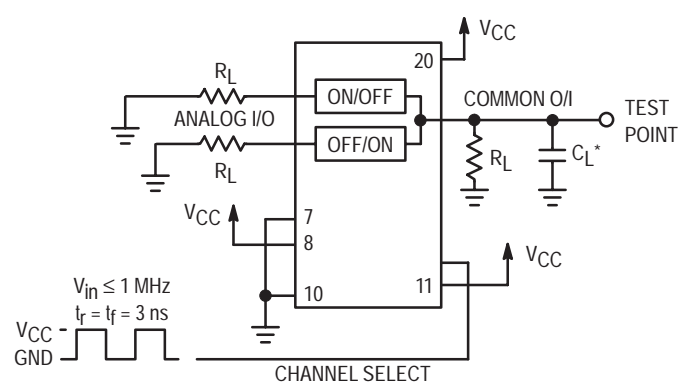 VCC
20
RL
ON/OFF
COMMON O/I
TEST
POINT
ANALOG I/O
OFF/ON
RL
RL
CL*
VCC
7
8
VCC
11
10
Vin ≤ 1 MHz
tr = tf = 3 ns
VCC
GND
CHANNEL SELECT